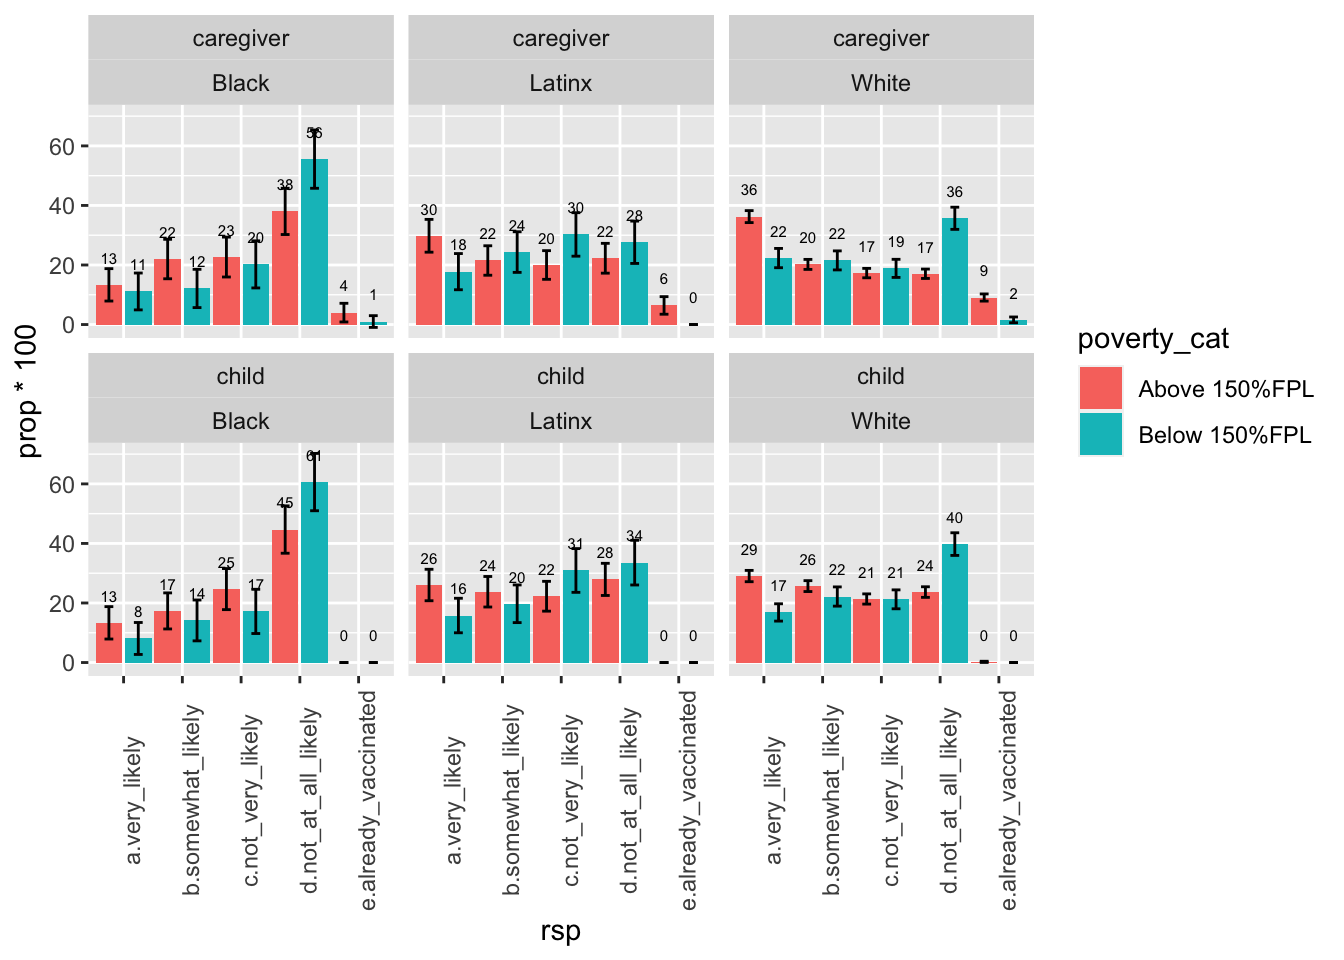 caregiver caregiver caregiver
Black Latinx White
56
60
38
40
13 11 22 12 23 20 4 1
30 18 22 24 20 30 22 28 6 0
36 22 20 22 17 19 17 36 9 2
20
0
child child child
Black Latinx White
61
60
45
40
13 8 17 14 25 17 0 0
26 16 24 20 22 31 28 34 0 0
29 17 26 22 21 21 24 40 0 0
20
0
prop * 100
a.very_likely
b.somewhat_likely
c.not_very_likely
d.not_at_all_likely
e.already_vaccinated
a.very_likely
b.somewhat_likely
c.not_very_likely
d.not_at_all_likely
e.already_vaccinated
a.very_likely
b.somewhat_likely
c.not_very_likely
d.not_at_all_likely
e.already_vaccinated
rsp
poverty_cat
Above 150%FPL
Below 150%FPL